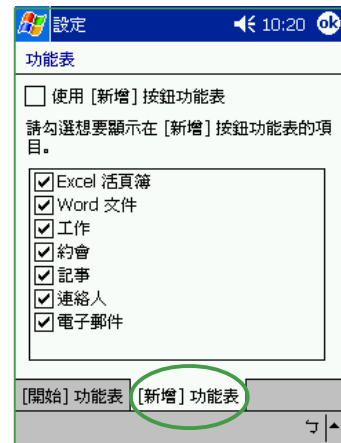 設定 10:20 ok
功能表
使用 [新增] 按鈕功能表
請勾選想要顯示在 [新增] 按鈕功能表的項
目。
Excel 活頁簿
Word 文件
工作
約會
記事
連絡人
電子郵件
[開始] 功能表 [新增] 功能表
ㄅ